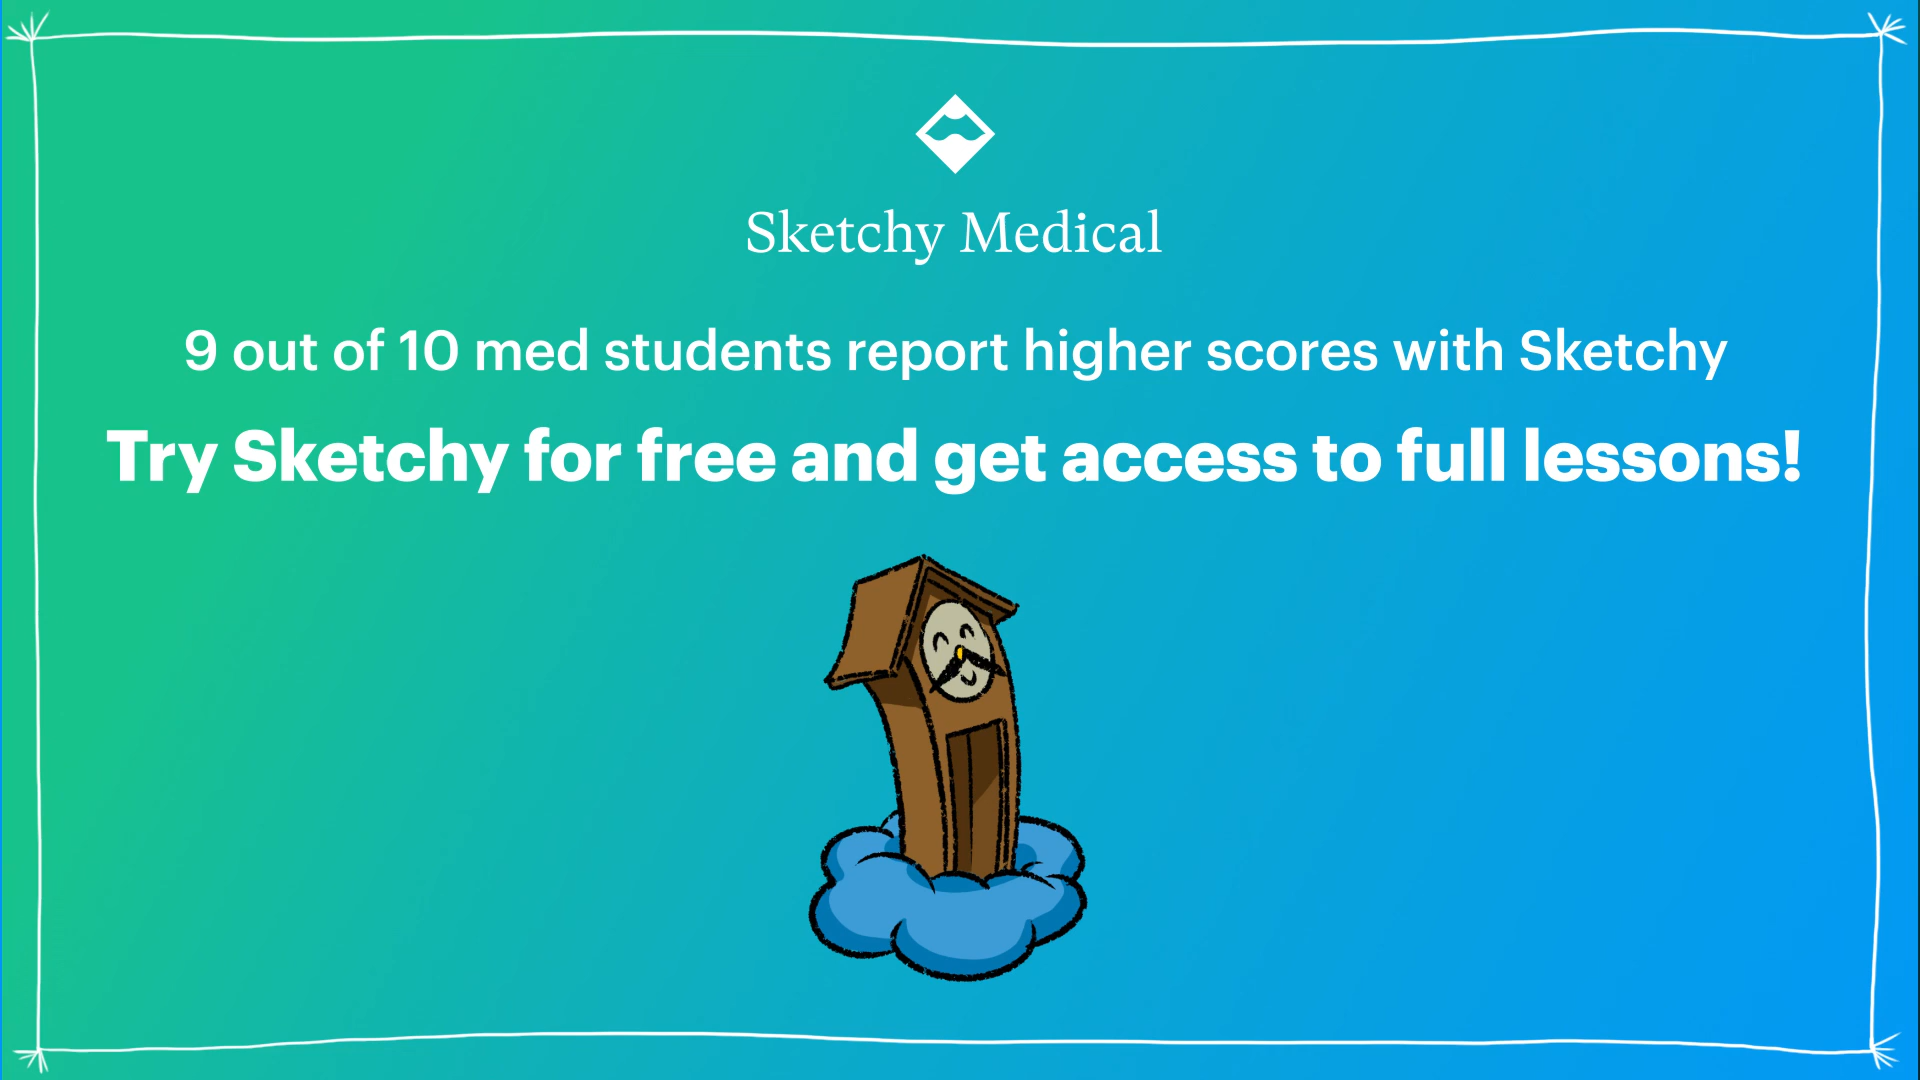 Sketchy Medical
9 out of 10 med students report higher scores with Sketchy
Try Sketchy for free and get access to full lessons!